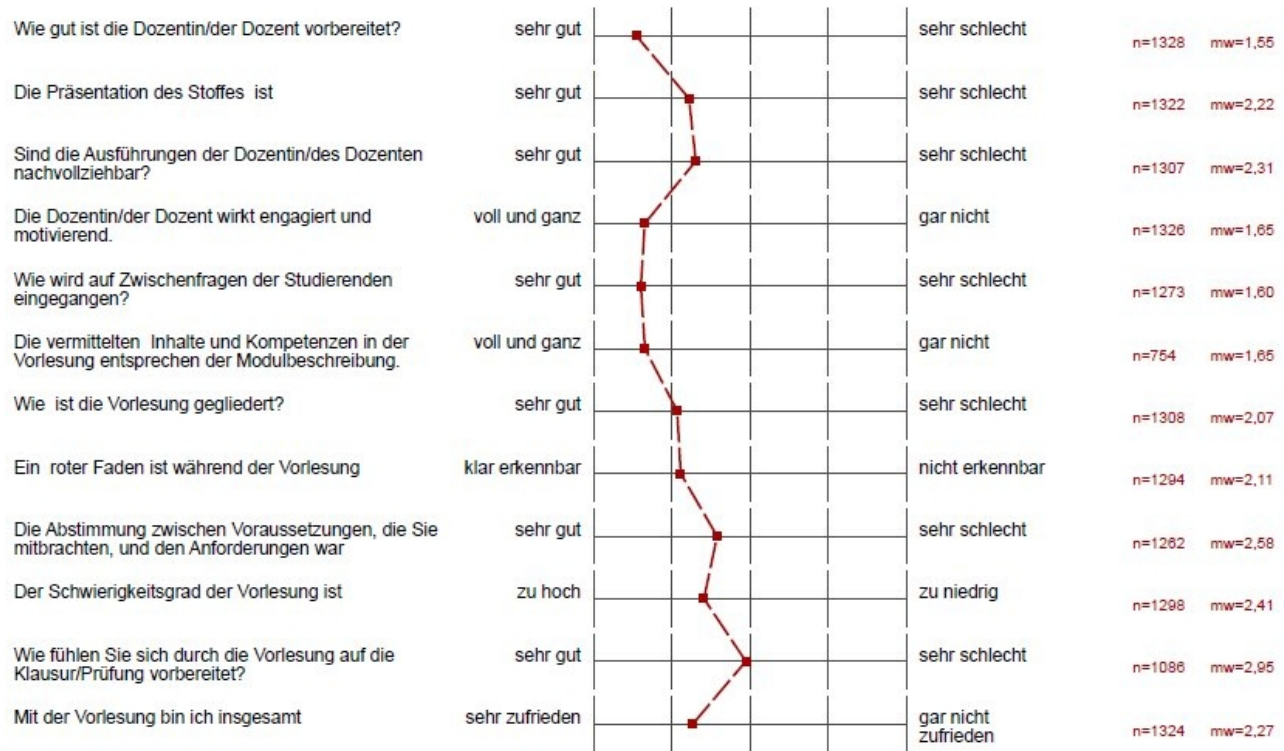 Wie gut ist die Dozentin/der Dozent vorbereitet? sehr gut sehr schlecht n=1328 mw=1,55
Die Präsentation des Stoffes ist sehr gut sehr schlecht n=1322 mw=2,22
Sind die Ausführungen der Dozentin/des Dozenten sehr gut sehr schlecht n=1307 mw=2,31
nachvollziehbar?
Die Dozentin/der Dozent wirkt engagiert und voll und ganz gar nicht n=1326 mw=1,65
motivierend.
Wie wird auf Zwischenfragen der Studierenden sehr gut sehr schlecht n=1273 mw=1,60
eingegangen?
Die vermittelten Inhalte und Kompetenzen in der voll und ganz gar nicht n=754 mw=1,65
Vorlesung entsprechen der Modulbeschreibung.
Wie ist die Vorlesung gegliedert? sehr gut sehr schlecht n=1308 mw=2,07
Ein roter Faden ist während der Vorlesung klar erkennbar nicht erkennbar n=1294 mw=2,11
Die Abstimmung zwischen Voraussetzungen, die Sie sehr gut sehr schlecht n=1262 mw=2,58
mitbrachten, und den Anforderungen war
Der Schwierigkeitsgrad der Vorlesung ist zu hoch zu niedrig n=1298 mw=2,41
Wie fühlen Sie sich durch die Vorlesung auf die sehr gut sehr schlecht n=1086 mw=2,95
Klausur/Prüfung vorbereitet?
Mit der Vorlesung bin ich insgesamt sehr zufrieden gar nicht n=1324 mw=2,27
zufrieden